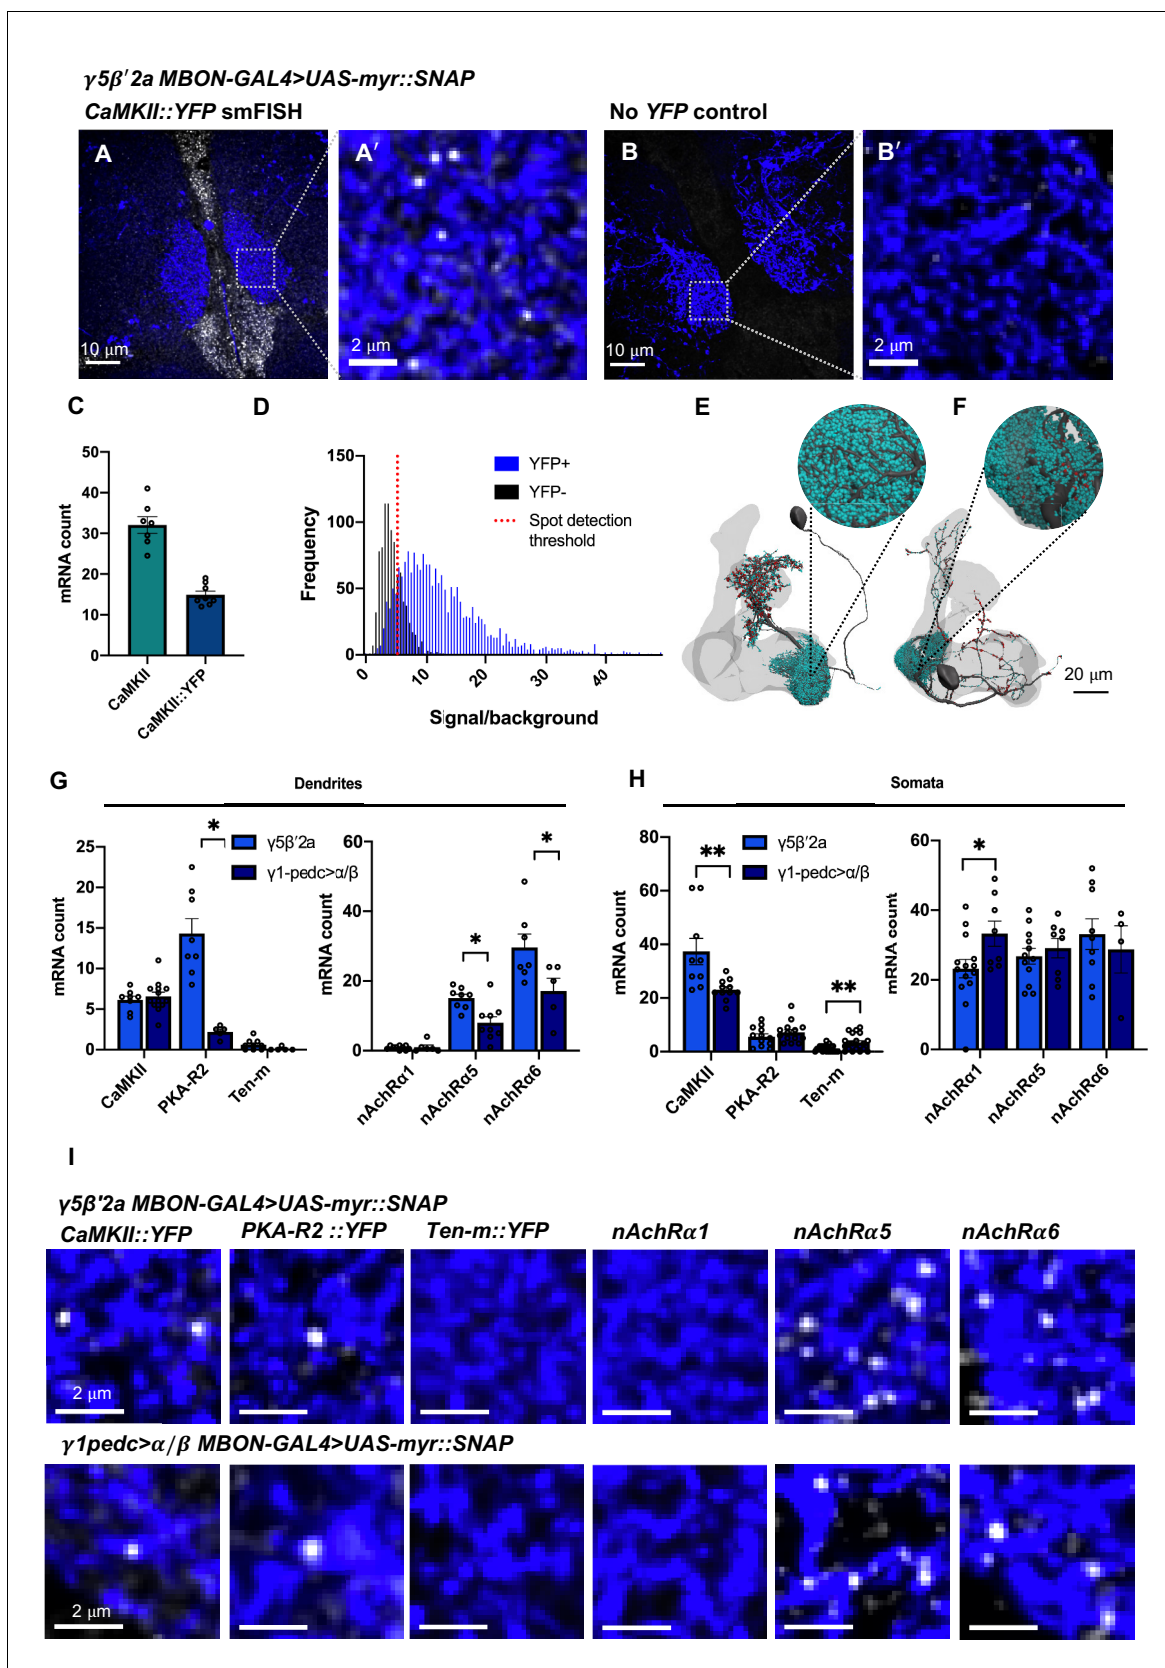 γ5β′2a MBON-GAL4>UAS-myr::SNAP
CaMKII::YFP smFISH
No YFP control
A
A′
B
B′
10 μm
2 μm
10 μm
2 μm
C
D
E
F
mRNA count
50
40
30
20
10
0
CaMKII
CaMKII::YFP
Frequency
150
100
50
0
0
10
20
30
40
Signal/background
YFP+
YFP-
Spot detection
threshold
20 μm
G
Dendrites
mRNA count
25
20
15
10
5
0
*
γ5β′2a
γ1-pedc>α/β
CaMKII
PKA-R2
Ten-m
mRNA count
60
40
20
0
*
*
nAchRα1
nAchRα5
nAchRα6
H
Somata
mRNA count
80
60
40
20
0
**
**
γ5β′2a
γ1-pedc>α/β
CaMKII
PKA-R2
Ten-m
mRNA count
60
40
20
0
*
nAchRα1
nAchRα5
nAchRα6
I
γ5β′2a MBON-GAL4>UAS-myr::SNAP
CaMKII::YFP PKA-R2 ::YFP Ten-m::YFP nAchRα1 nAchRα5 nAchRα6
2 μm
γ1pedc>α/β MBON-GAL4>UAS-myr::SNAP
2 μm